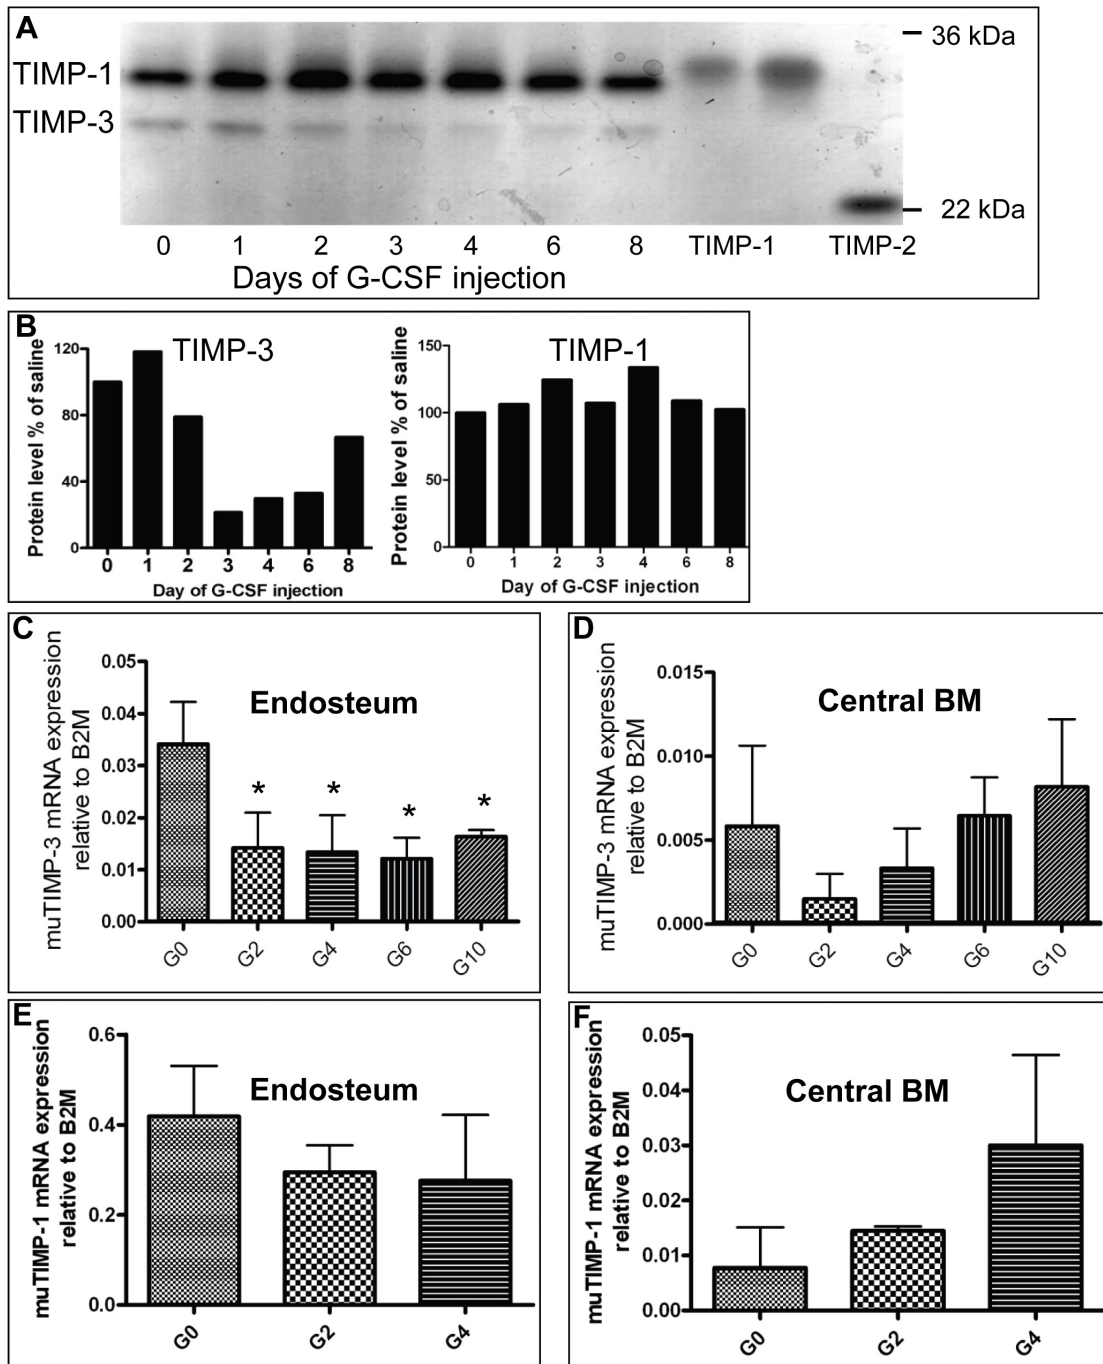 A
36 kDa
TIMP-1
TIMP-3
22 kDa
0 1 2 3 4 6 8 TIMP-1 TIMP-2
Days of G-CSF injection
B
TIMP-3
Protein level % of saline
120
80
40
0
0 1 2 3 4 6 8
Day of G-CSF injection
TIMP-1
Protein level % of saline
150
100
50
0
0 1 2 3 4 6 8
Day of G-CSF injection
C
muTIMP-3 mRNA expression
relative to B2M
Endosteum
0.05
0.04
0.03
0.02
0.01
0.00
* * * *
G0 G2 G4 G6 G10
D
muTIMP-3 mRNA expression
relative to B2M
Central BM
0.015
0.010
0.005
0.000
G0 G2 G4 G6 G10
E
muTIMP-1 mRNA expression
relative to B2M
Endosteum
0.6
0.4
0.2
0.0
G0 G2 G4
F
muTIMP-1 mRNA expression
relative to B2M
Central BM
0.05
0.04
0.03
0.02
0.01
0.00
G0 G2 G4